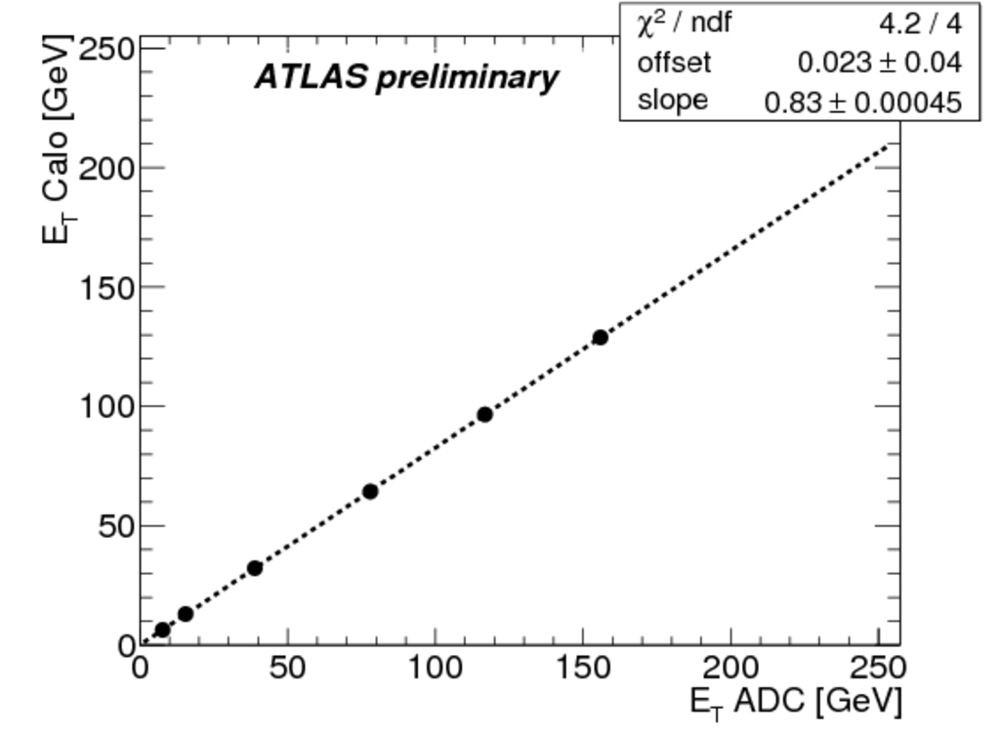 χ² / ndf 4.2 / 4
offset 0.023 ± 0.04
slope 0.83 ± 0.00045
ATLAS preliminary
E_T Calo [GeV]
250
200
150
100
50
0
0 50 100 150 200 250
E_T ADC [GeV]